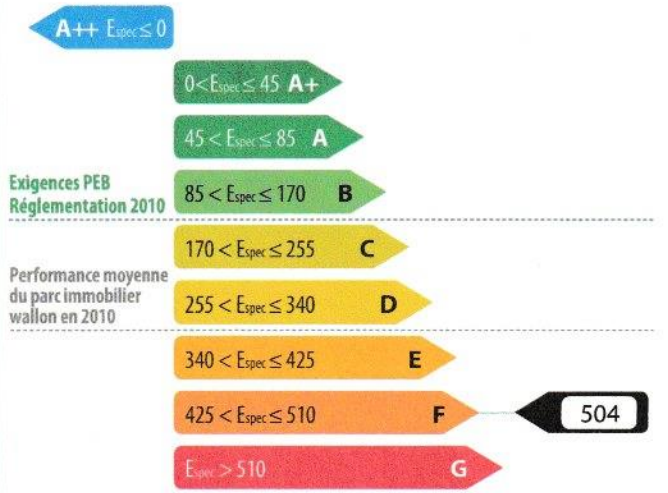 A++ Espec ≤ 0
0 < Espec ≤ 45 A+
45 < Espec ≤ 85 A
Exigences PEB
Réglementation 2010
85 < Espec ≤ 170 B
170 < Espec ≤ 255 C
Performance moyenne
du parc immobilier
wallon en 2010
255 < Espec ≤ 340 D
340 < Espec ≤ 425 E
425 < Espec ≤ 510 F 504
Espec > 510 G